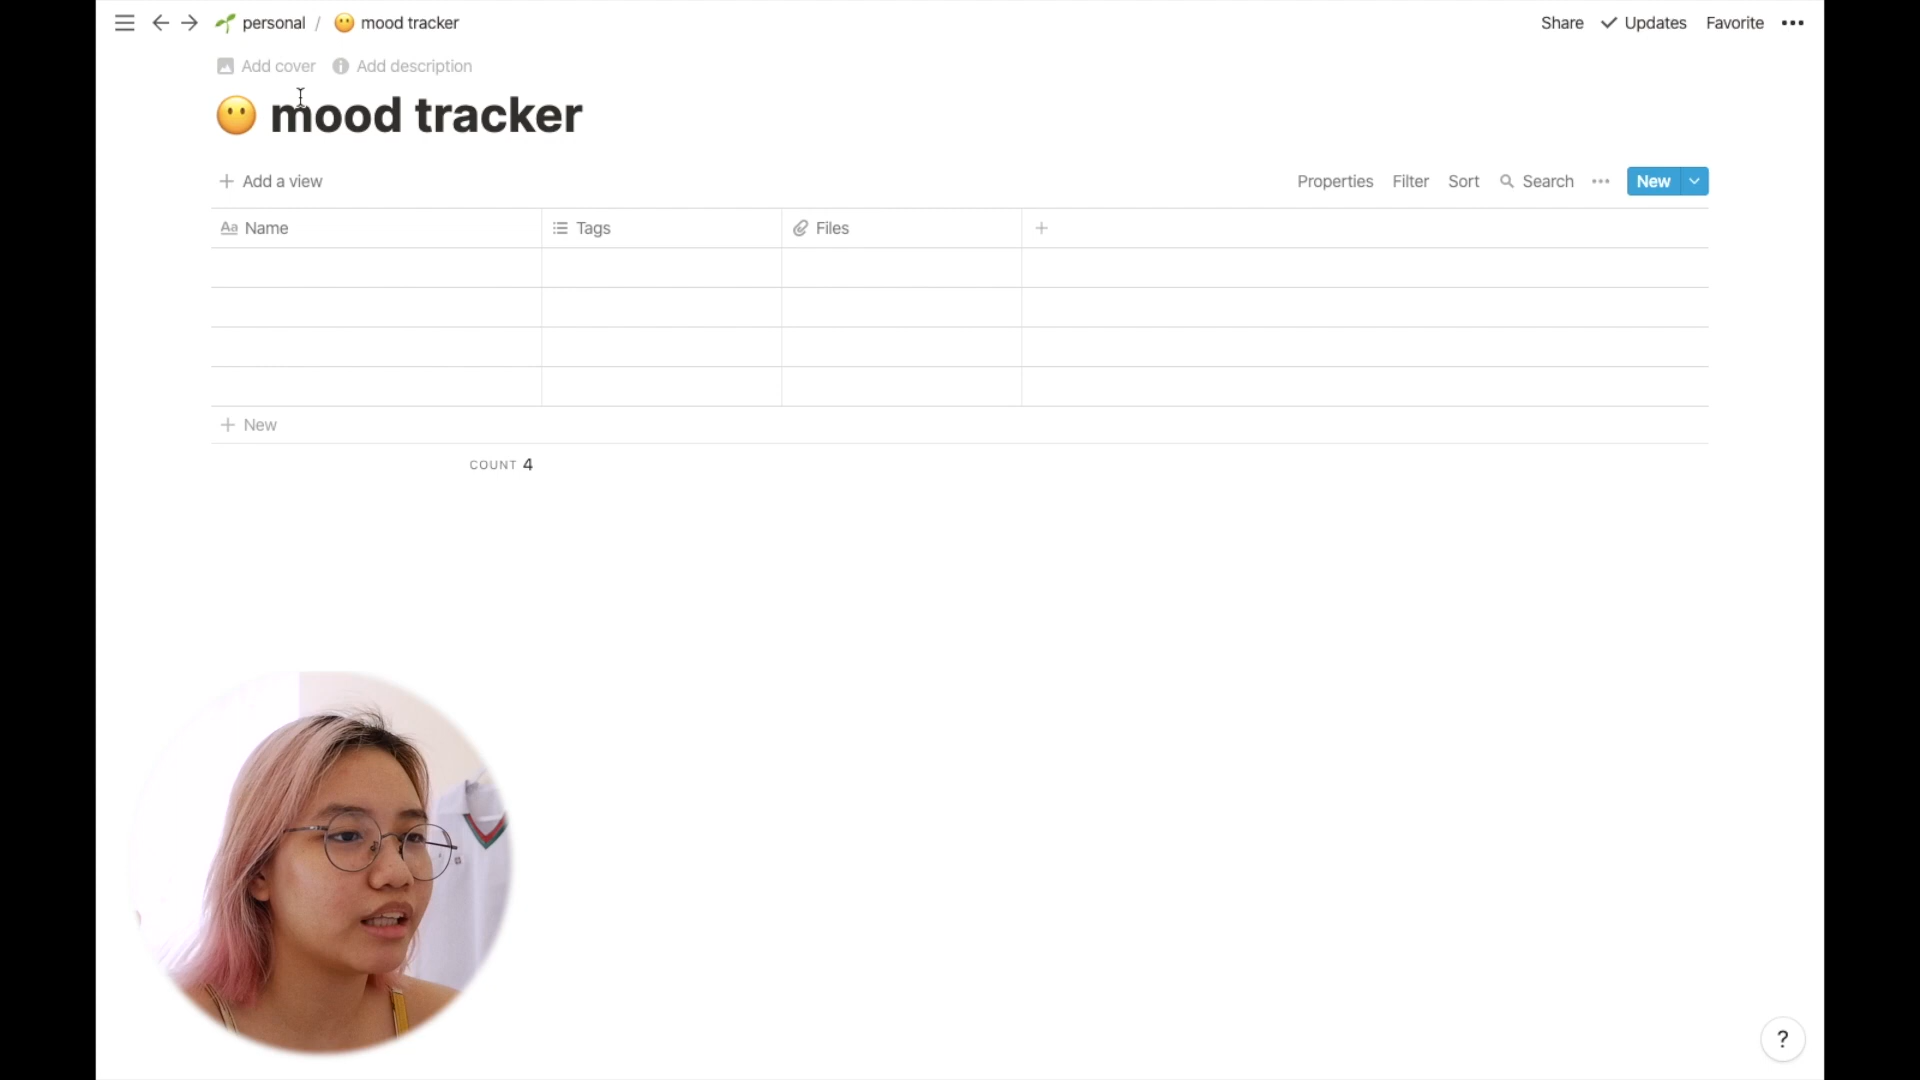 personal / mood tracker
Share Updates Favorite
Add cover Add description
mood tracker
Add a view
Properties Filter Sort Search New
Aa Name Tags Files
New
COUNT 4
?